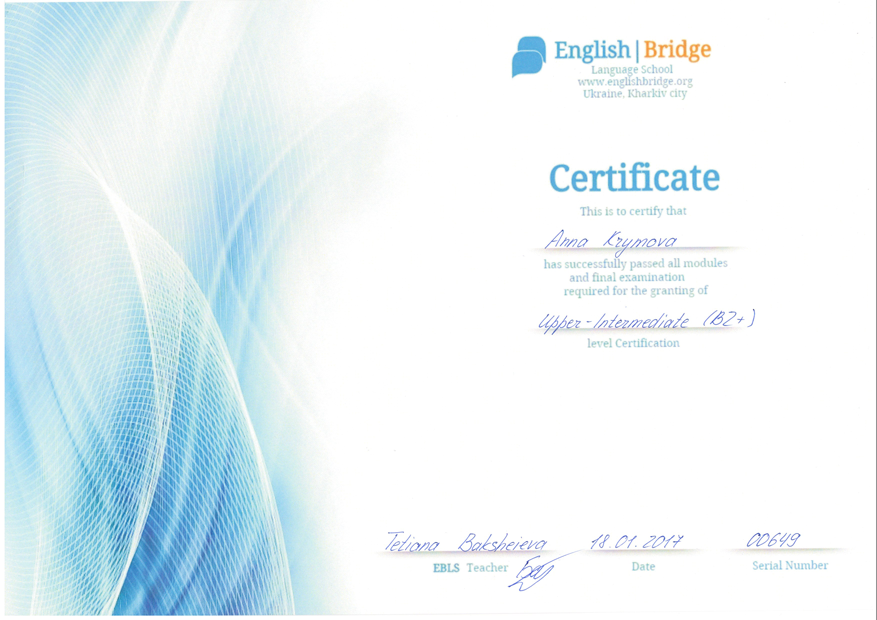 English|Bridge
Language School
www.englishbridge.org
Ukraine, Kharkiv city
Certificate
This is to certify that
Anna Krymova
has successfully passed all modules
and final examination
required for the granting of
Upper-Intermediate (B2+)
level Certification
Tetiana Baksheieva 18.01.2017 00649
EBLS Teacher Date Serial Number